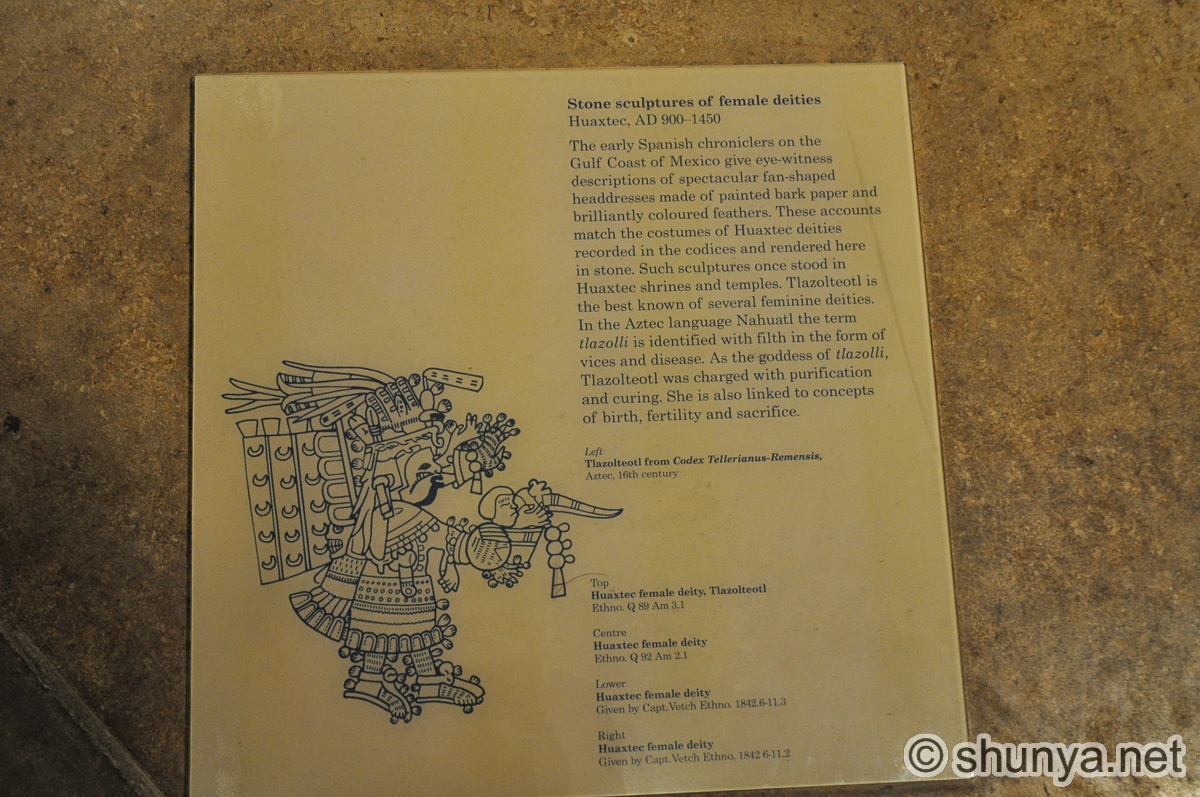 Stone sculptures of female deities
Huaxtec, AD 900–1450
The early Spanish chroniclers on the
Gulf Coast of Mexico give eye-witness
descriptions of spectacular fan-shaped
headdresses made of painted bark paper and
brilliantly coloured feathers. These accounts
match the costumes of Huaxtec deities
recorded in the codices and rendered here
in stone. Such sculptures once stood in
Huaxtec shrines and temples. Tlazolteotl is
the best known of several feminine deities.
In the Aztec language Nahuatl the term
tlazolli is identified with filth in the form of
vices and disease. As the goddess of tlazolli,
Tlazolteotl was charged with purification
and curing. She is also linked to concepts
of birth, fertility and sacrifice.
Left
Tlazolteotl from Codex Tellerianus-Remensis,
Aztec, 16th century
Top
Huaxtec female deity, Tlazolteotl
Ethno. Q 89 Am 3.1
Centre
Huaxtec female deity
Ethno. Q 92 Am 2.1
Lower
Huaxtec female deity
Given by Capt.Vetch Ethno. 1842.6-11.3
Right
Huaxtec female deity
Given by Capt.Vetch Ethno. 1842 6-11.2
© shunya.net